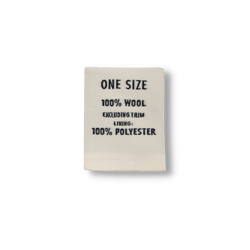 ONE SIZE
100% WOOL
EXCLUDING TRIM
LINING:
100% POLYESTER